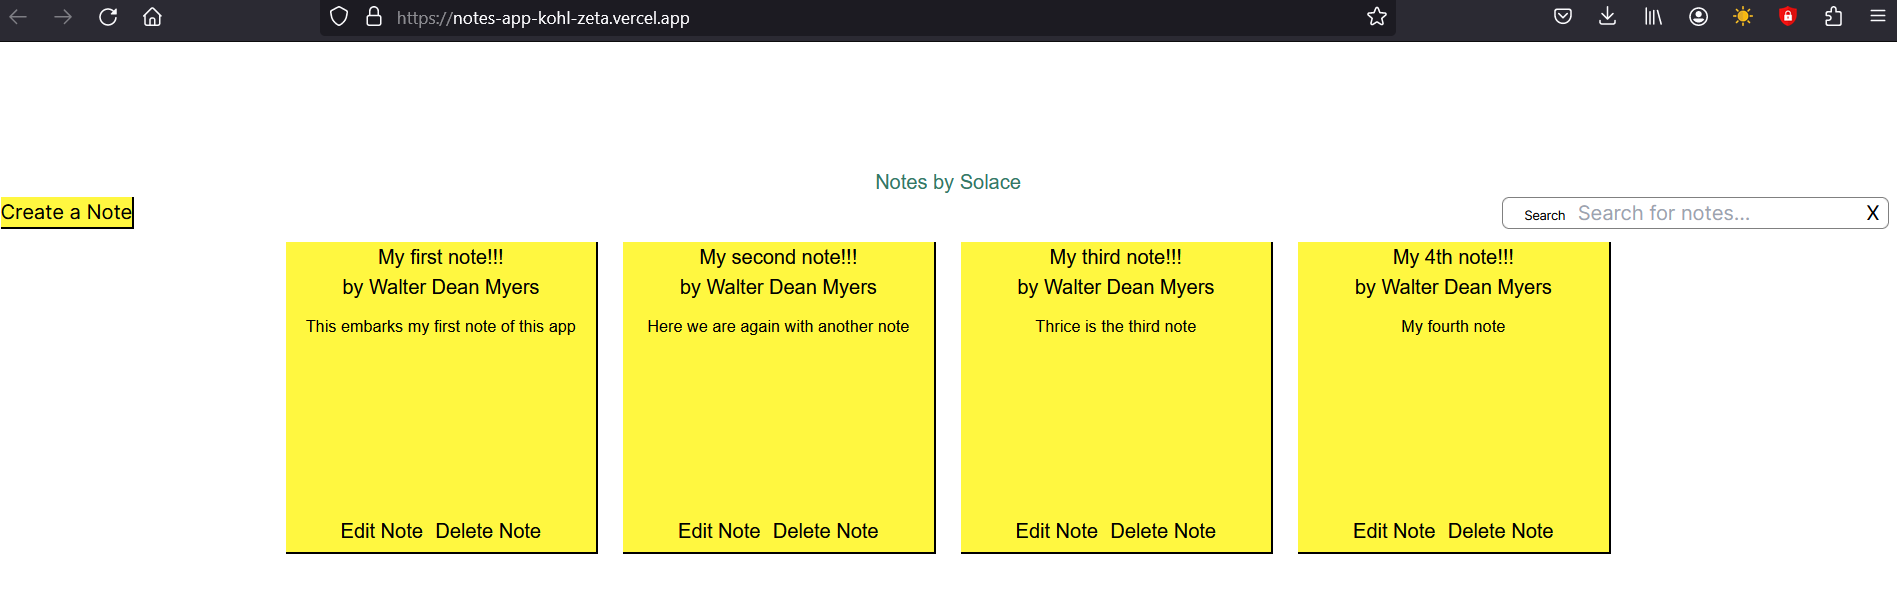 https://notes-app-kohl-zeta.vercel.app
Notes by Solace
Create a Note
Search Search for notes... X
My first note!!!
by Walter Dean Myers
This embarks my first note of this app
Edit Note Delete Note
My second note!!!
by Walter Dean Myers
Here we are again with another note
Edit Note Delete Note
My third note!!!
by Walter Dean Myers
Thrice is the third note
Edit Note Delete Note
My 4th note!!!
by Walter Dean Myers
My fourth note
Edit Note Delete Note